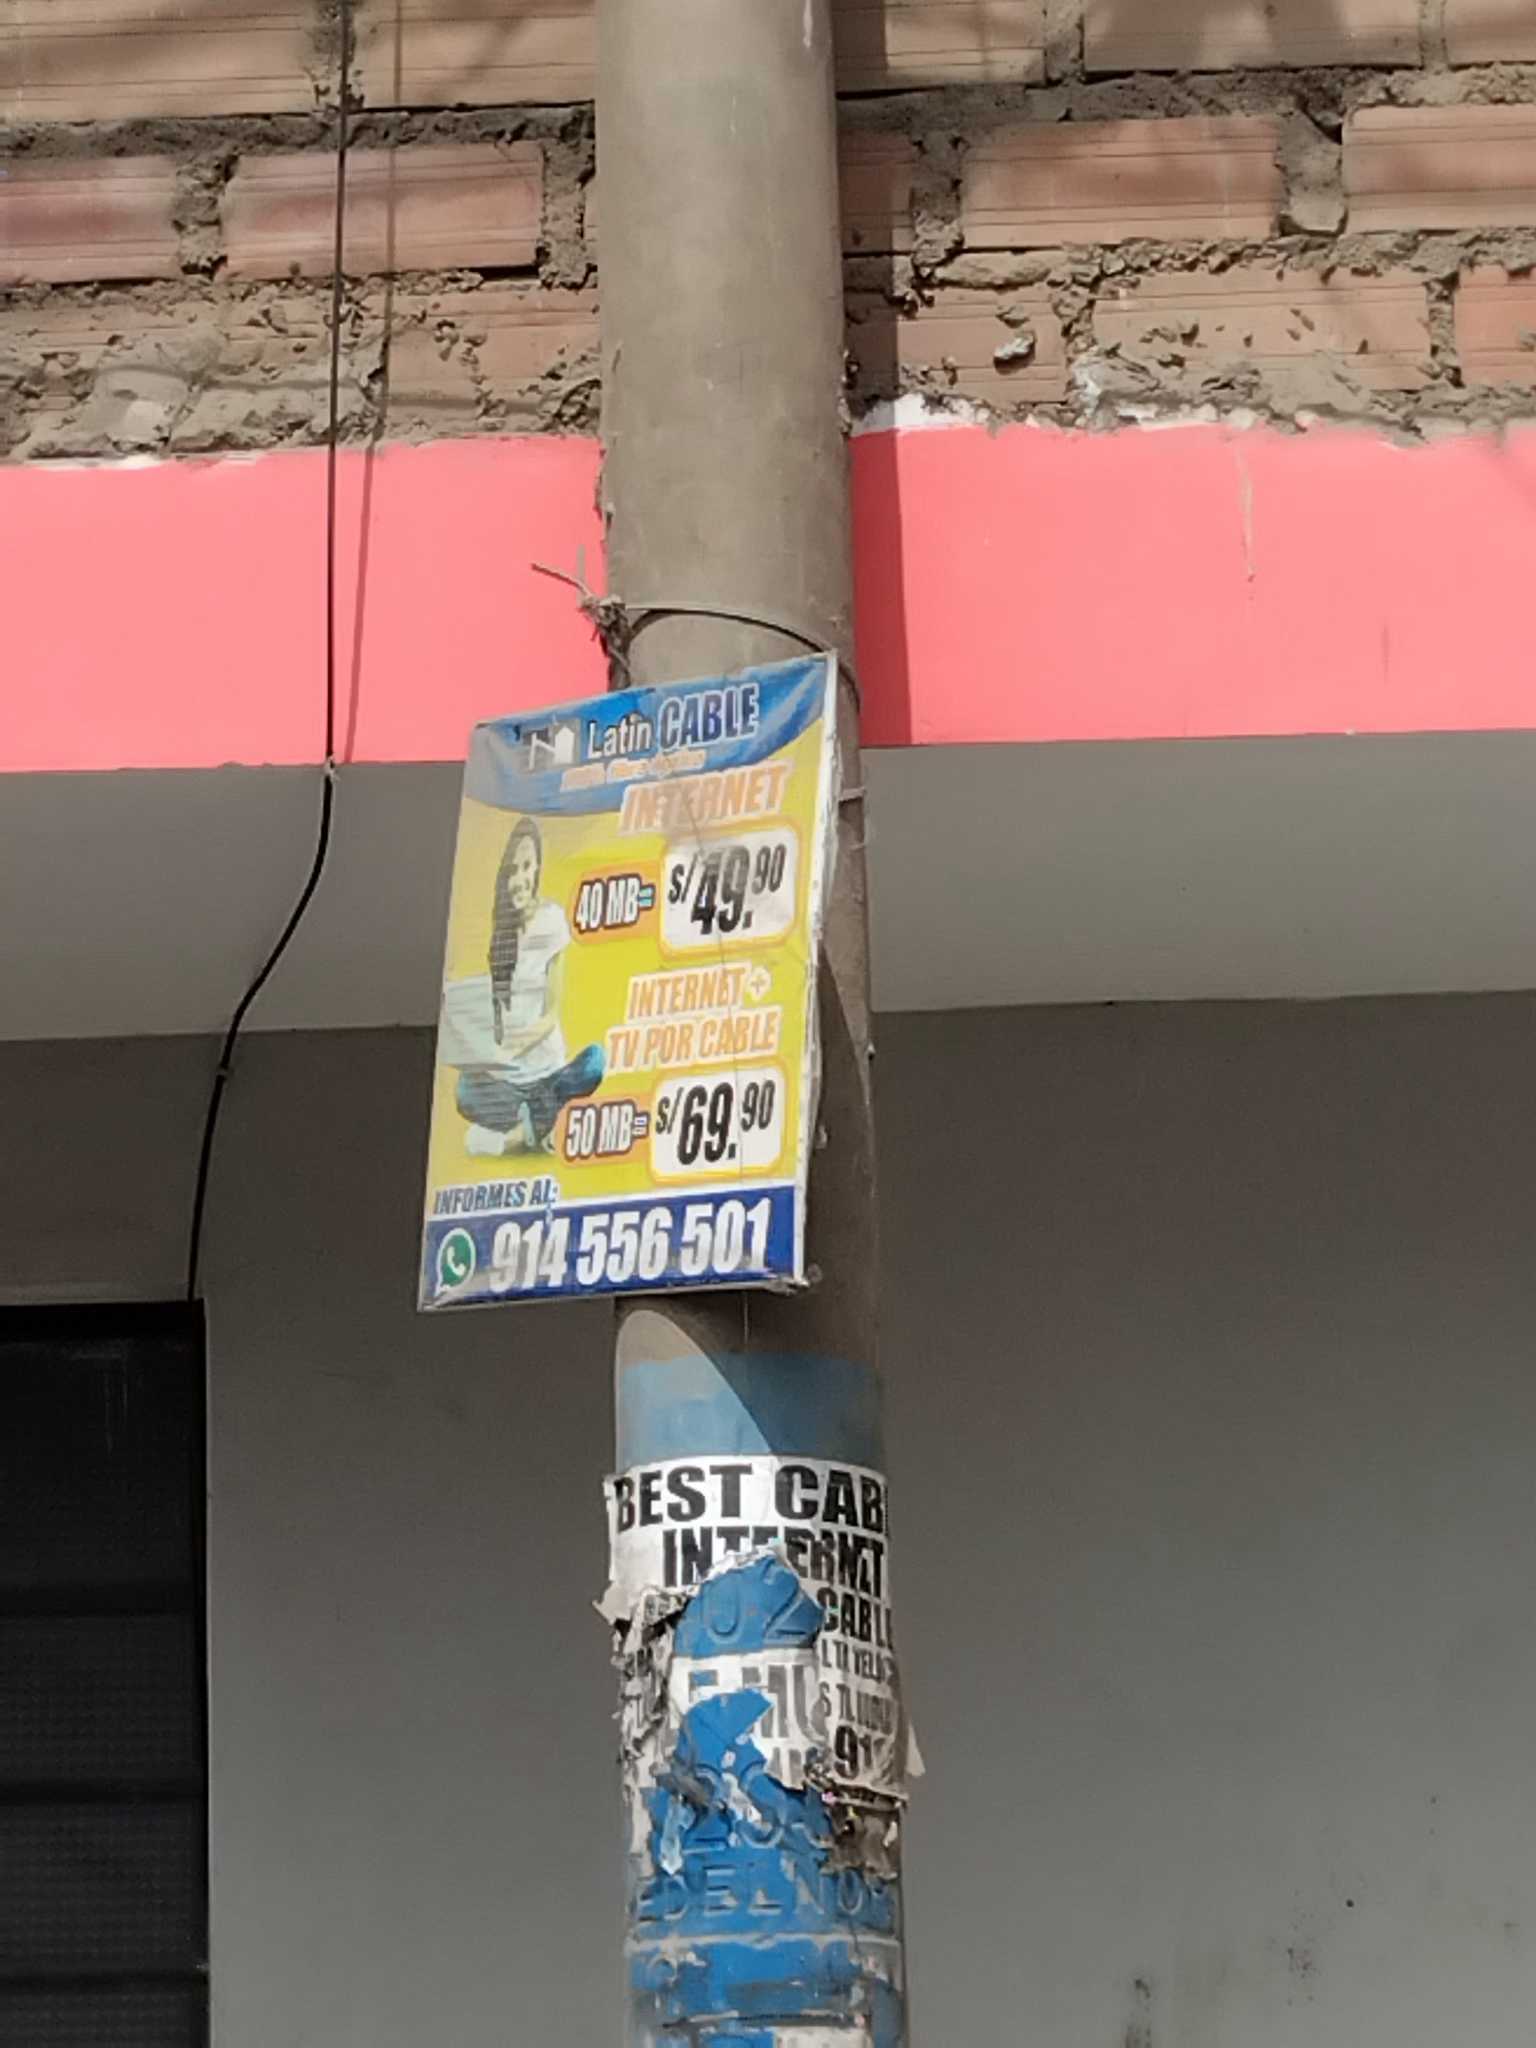 Latin CABLE
INTERNET
40 MB= S/49.90
INTERNET +
TV POR CABLE
50 MB= S/69.90
INFORMES AL:
914 556 501
BEST CAB
INTERNET
CABL
EDELNOR